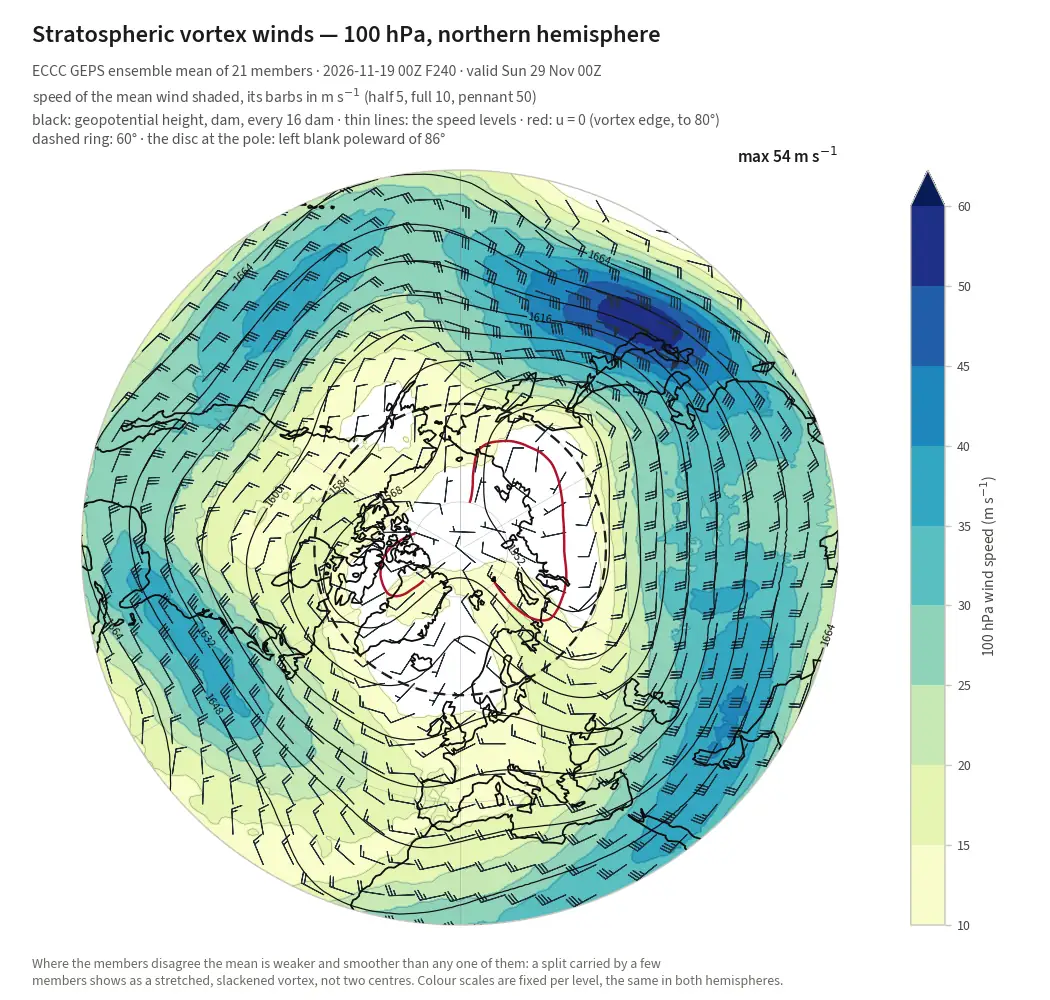 Stratospheric vortex winds — 100 hPa, northern hemisphere
ECCC GEPS ensemble mean of 21 members · 2026-11-19 00Z F240 · valid Sun 29 Nov 00Z
speed of the mean wind shaded, its barbs in m s⁻¹ (half 5, full 10, pennant 50)
black: geopotential height, dam, every 16 dam · thin lines: the speed levels · red: u = 0 (vortex edge, to 80°)
dashed ring: 60° · the disc at the pole: left blank poleward of 86°
max 54 m s⁻¹
60
50
45
40
35
30
25
20
15
10
100 hPa wind speed (m s⁻¹)
1664
1664
1616
1600
1584
1568
1632
1648
1664
Where the members disagree the mean is weaker and smoother than any one of them: a split carried by a few
members shows as a stretched, slackened vortex, not two centres. Colour scales are fixed per level, the same in both hemispheres.